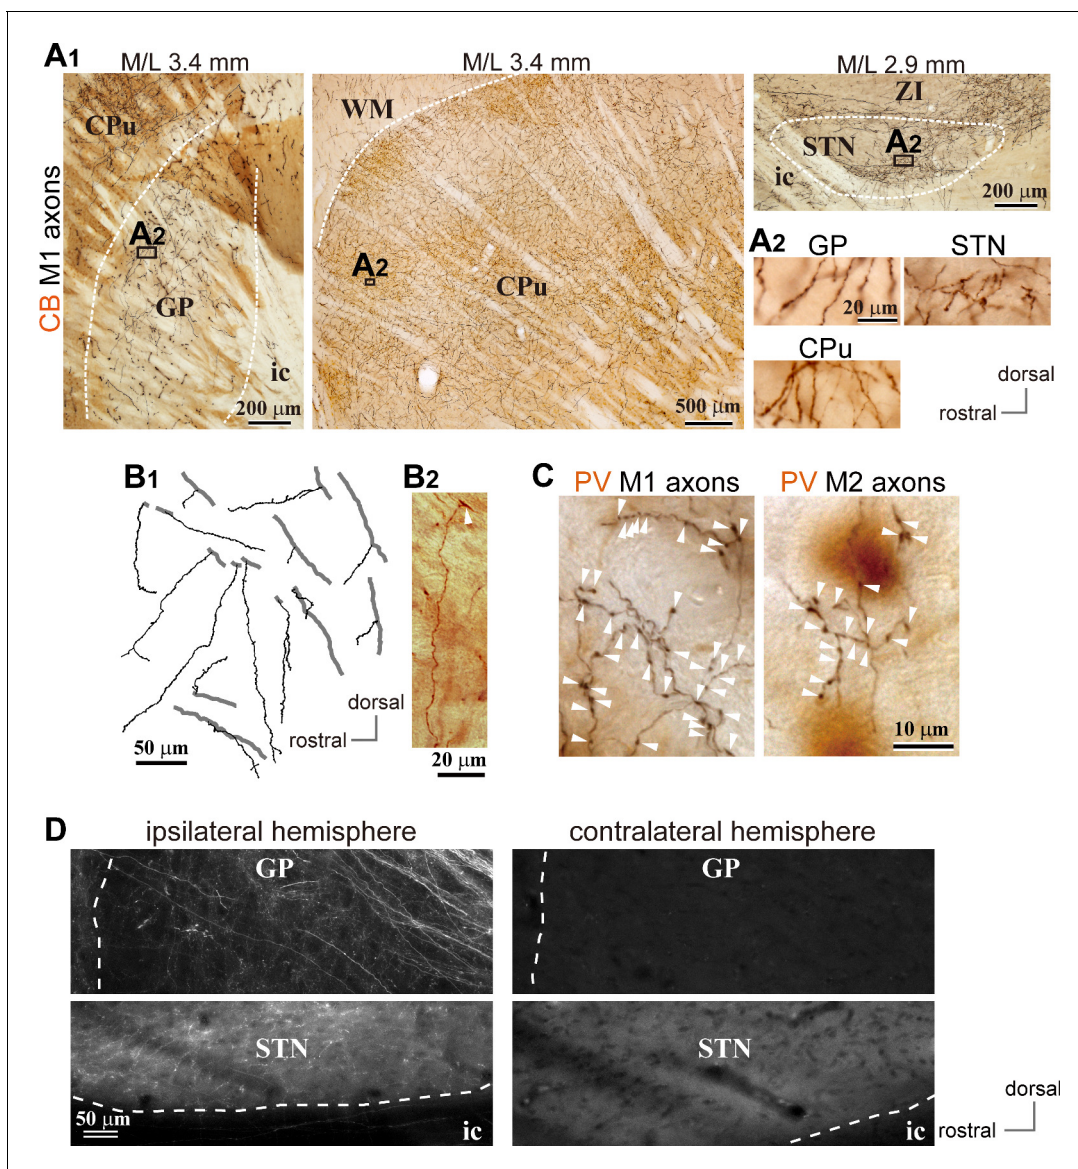 A1
M/L 3.4 mm
M/L 3.4 mm
M/L 2.9 mm
CB M1 axons
CPu
A2
GP
ic
200 µm
WM
A2
CPu
500 µm
ZI
STN
A2
ic
200 µm
A2
GP
STN
20 µm
CPu
dorsal
rostral
B1
50 µm
dorsal
rostral
B2
20 µm
C
PV M1 axons
PV M2 axons
10 µm
D
ipsilateral hemisphere
contralateral hemisphere
GP
GP
STN
50 µm
ic
STN
ic
dorsal
rostral